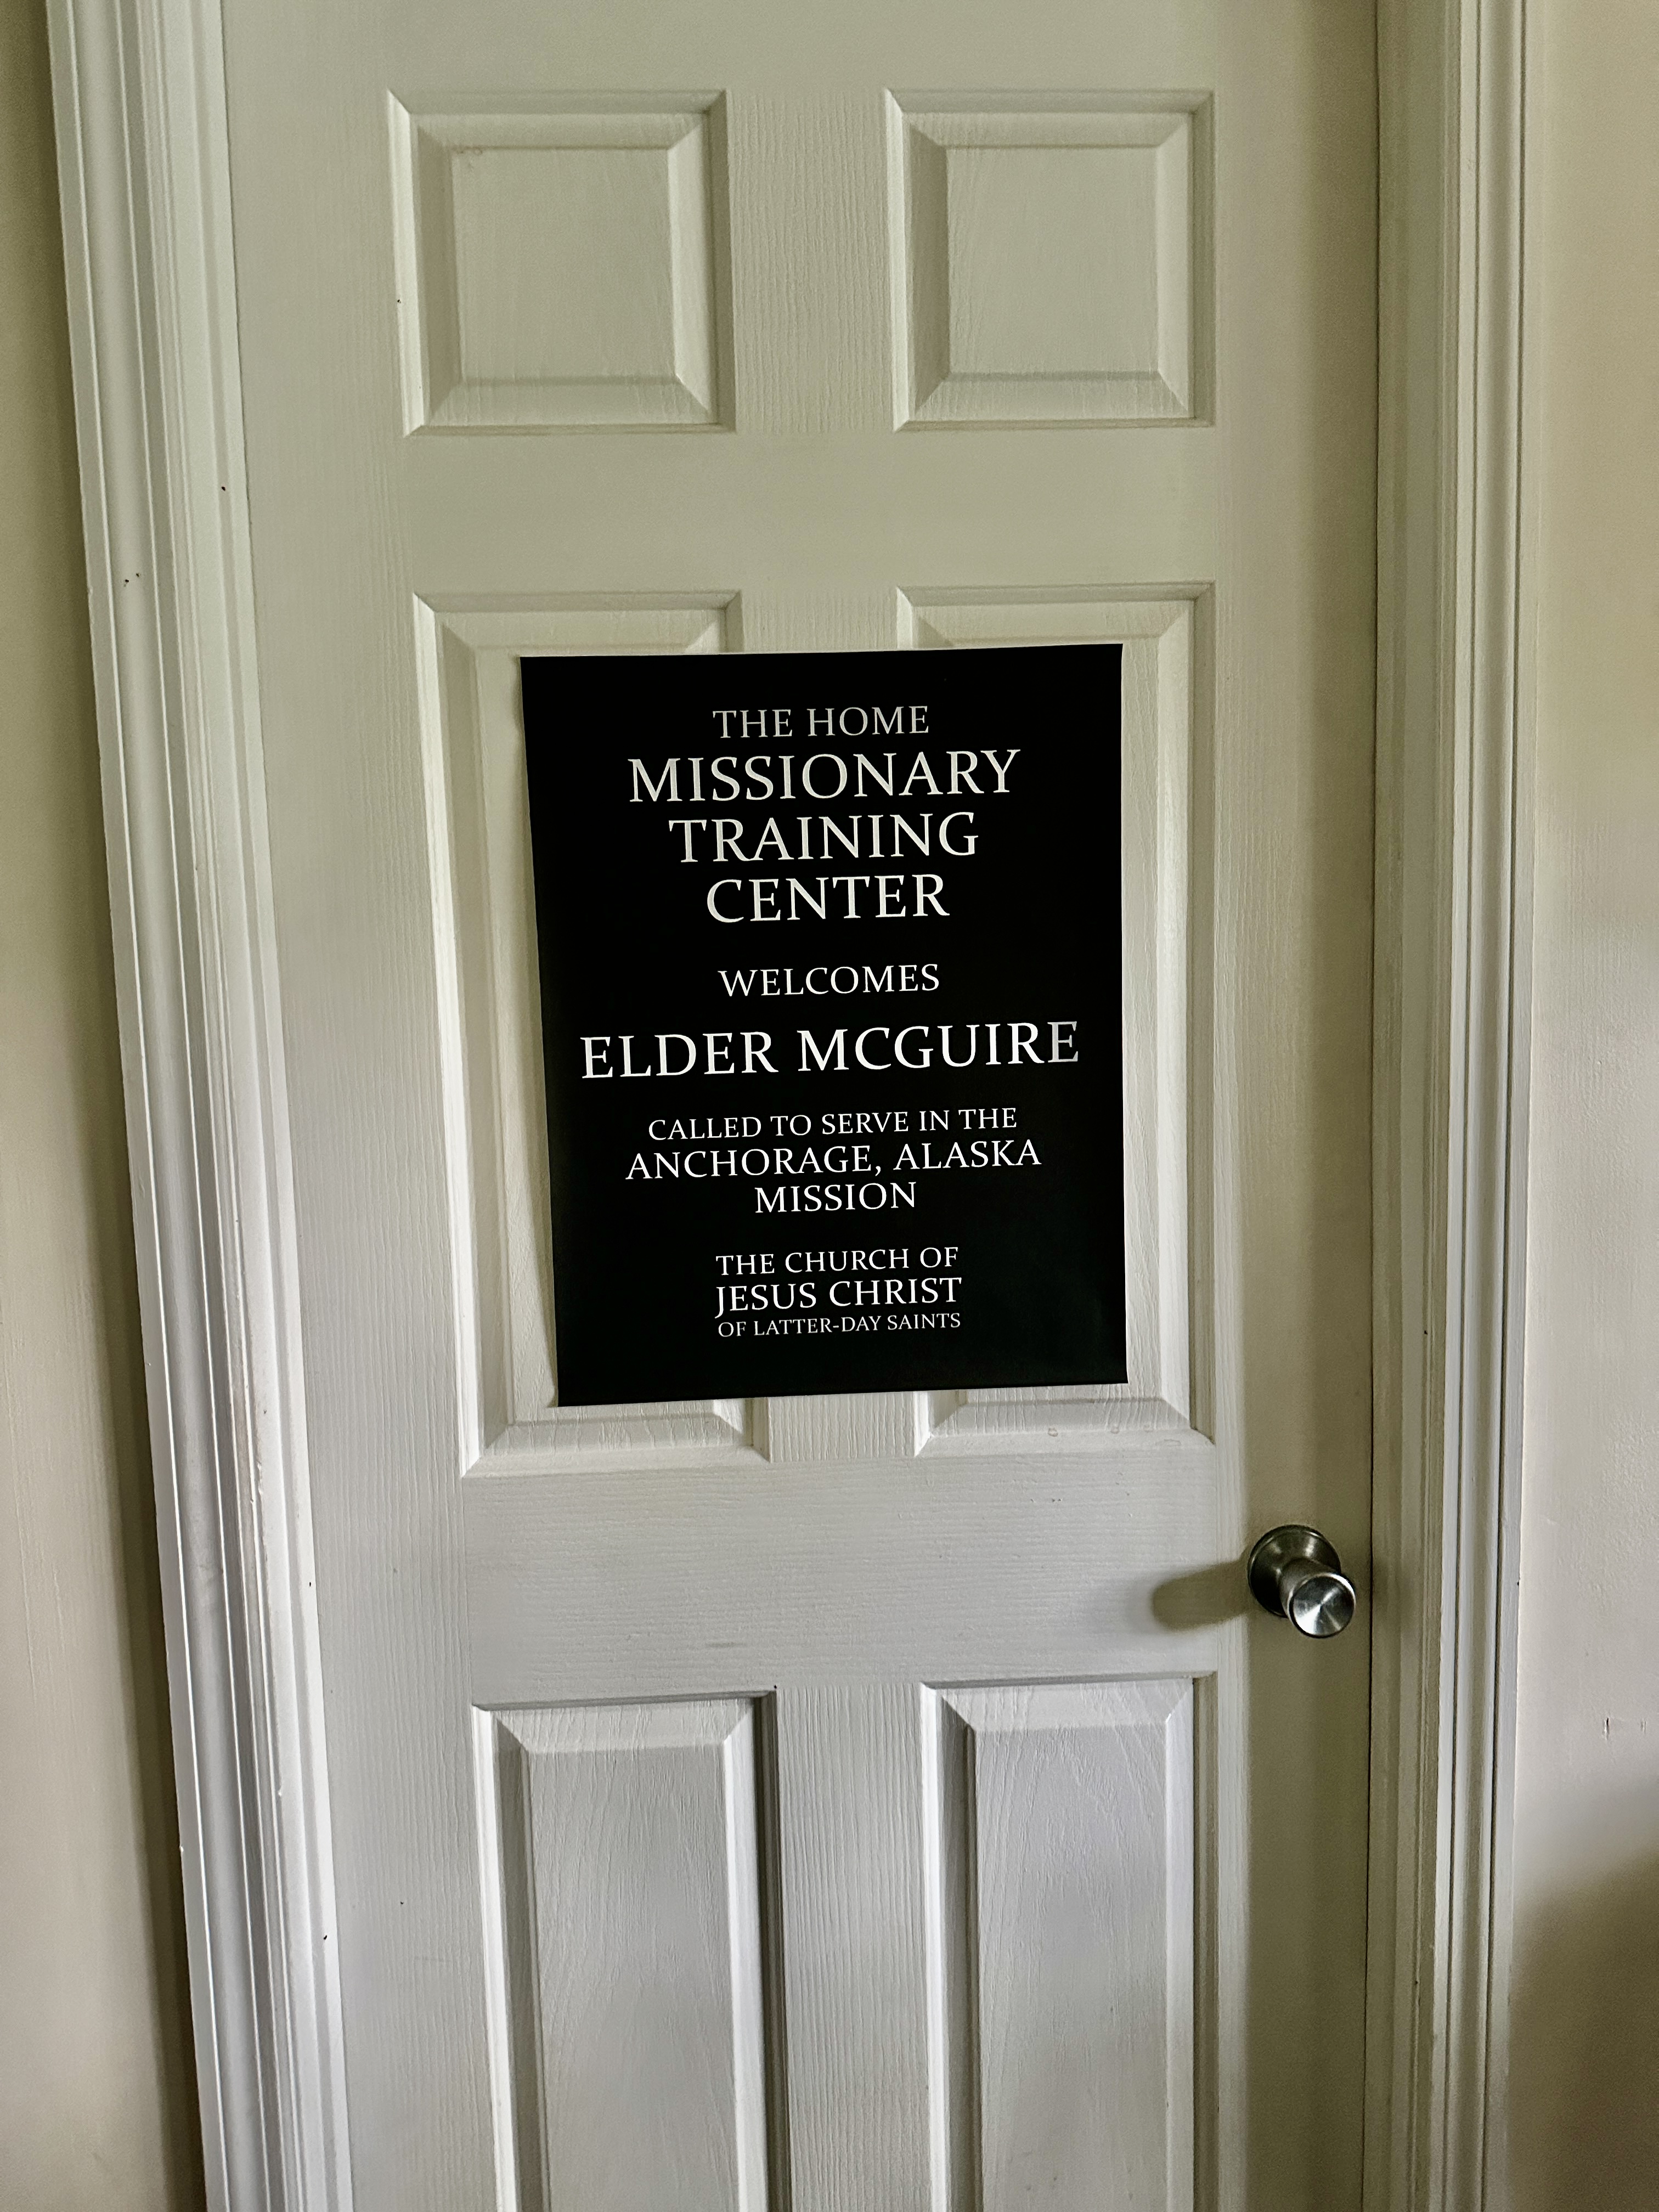 THE HOME
MISSIONARY
TRAINING
CENTER
WELCOMES
ELDER MCGUIRE
CALLED TO SERVE IN THE
ANCHORAGE, ALASKA
MISSION
THE CHURCH OF
JESUS CHRIST
OF LATTER-DAY SAINTS